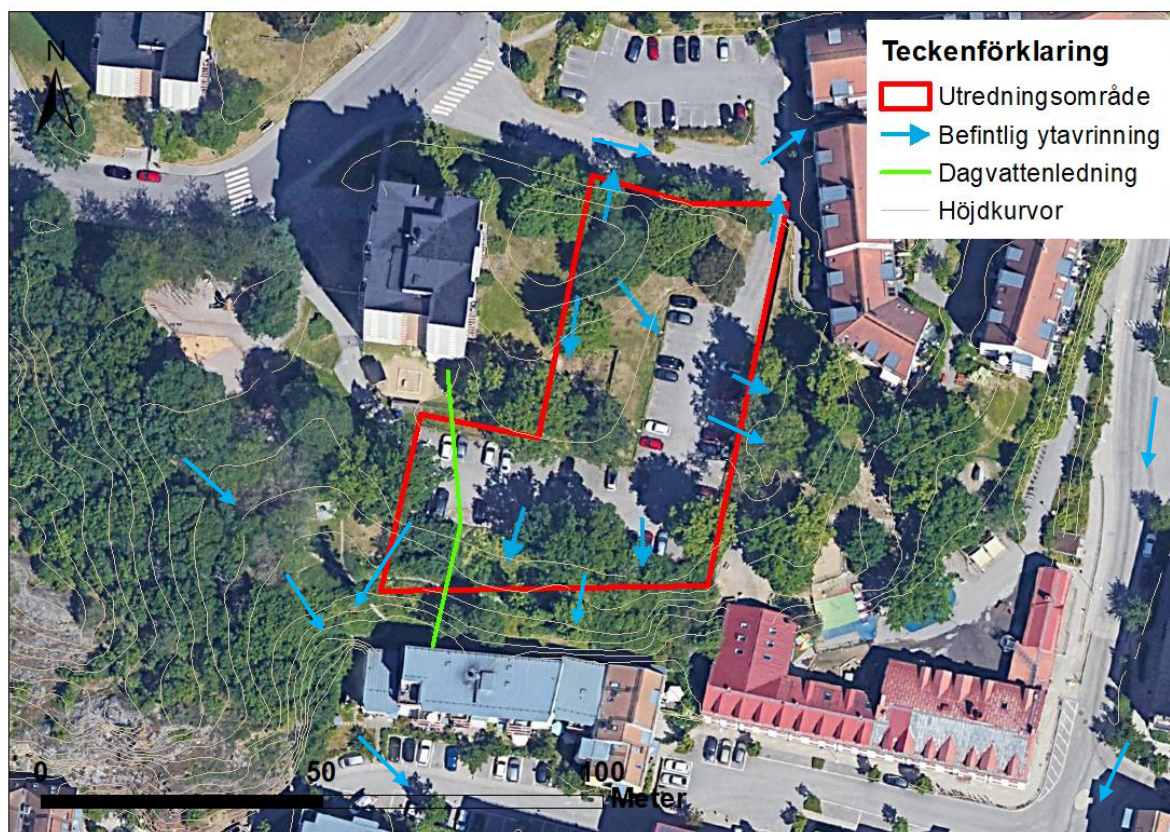 N
Teckenförklaring
Utredningsområde
Befintlig ytavrinning
Dagvattenledning
Höjdkurvor
0 50 100
Meter